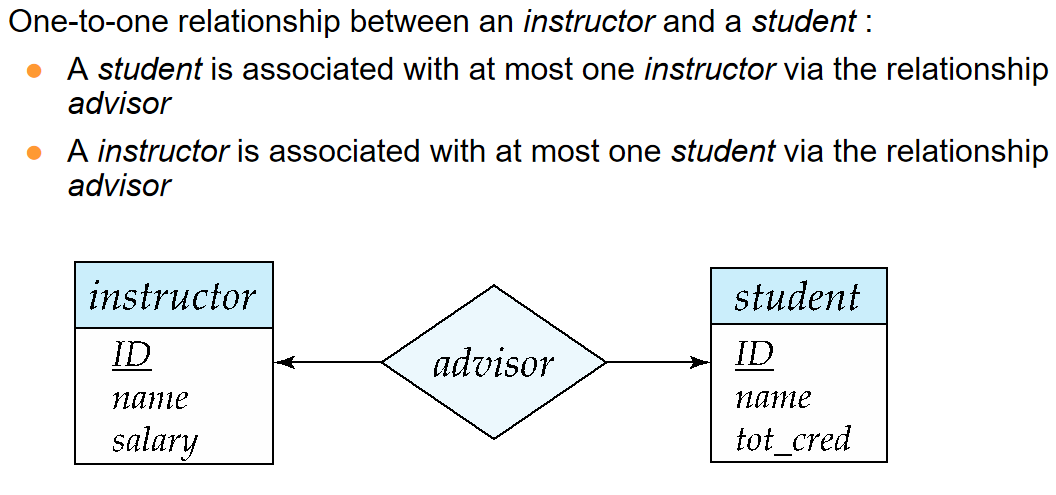 One-to-one relationship between an instructor and a student :
A student is associated with at most one instructor via the relationship
advisor
A instructor is associated with at most one student via the relationship
advisor
instructor
ID
name
salary
advisor
student
ID
name
tot_cred